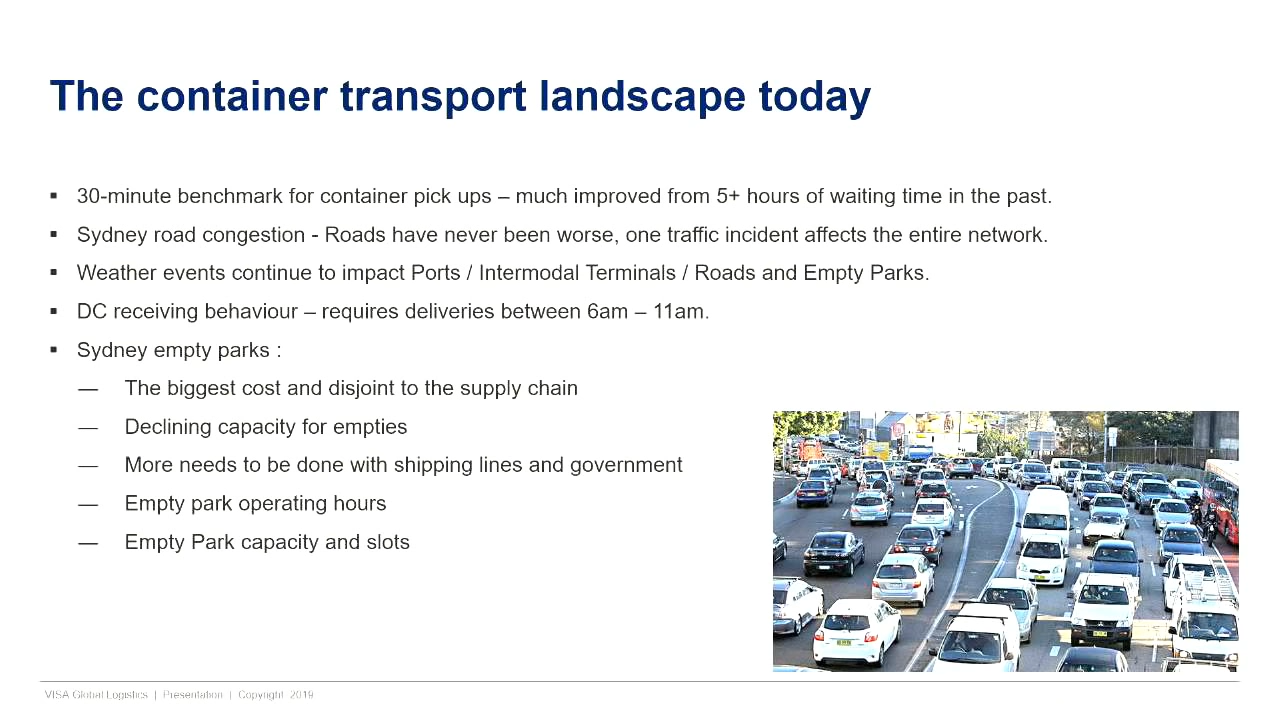 The container transport landscape today
▪ 30-minute benchmark for container pick ups – much improved from 5+ hours of waiting time in the past.
▪ Sydney road congestion - Roads have never been worse, one traffic incident affects the entire network.
▪ Weather events continue to impact Ports / Intermodal Terminals / Roads and Empty Parks.
▪ DC receiving behaviour – requires deliveries between 6am – 11am.
▪ Sydney empty parks :
— The biggest cost and disjoint to the supply chain
— Declining capacity for empties
— More needs to be done with shipping lines and government
— Empty park operating hours
— Empty Park capacity and slots
VISA Global Logistics | Presentation | Copyright 2019